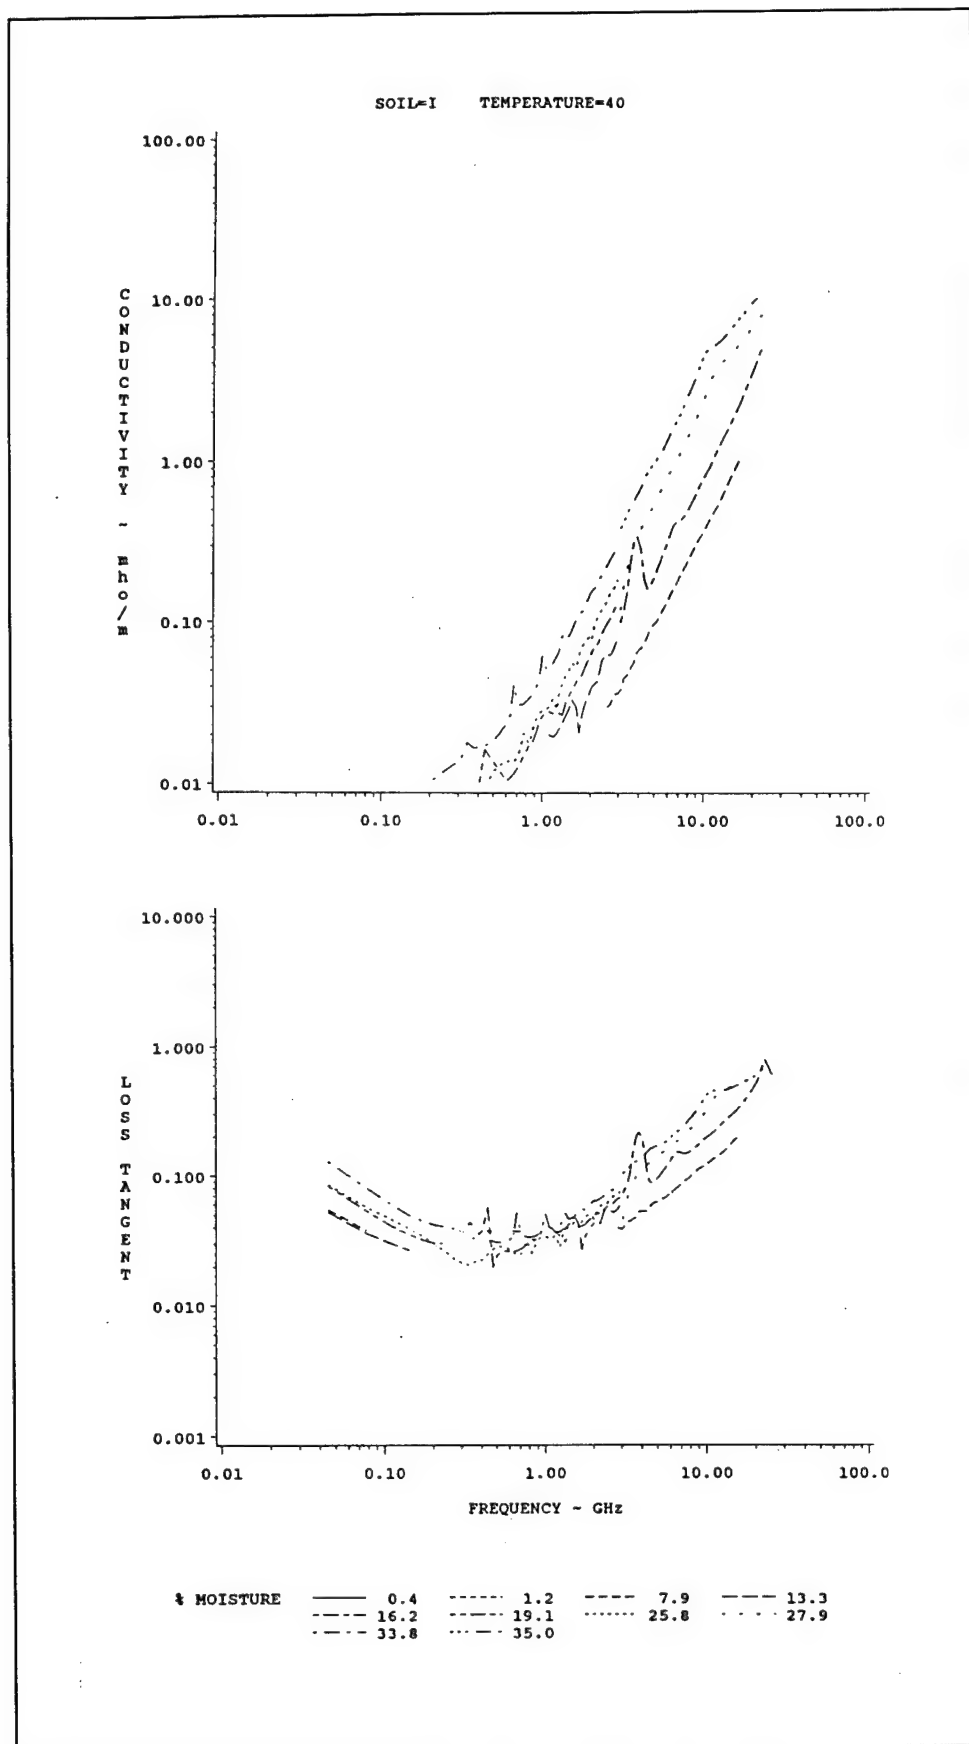 SOIL=I TEMPERATURE=40
100.00
10.00
1.00
0.10
0.01
CONDUCTIVITY ~ mho/m
0.01 0.10 1.00 10.00 100.0
10.000
1.000
0.100
0.010
0.001
LOSS TANGENT
0.01 0.10 1.00 10.00 100.0
FREQUENCY ~ GHz
% MOISTURE 0.4 1.2 7.9 13.3
16.2 19.1 25.8 27.9
33.8 35.0